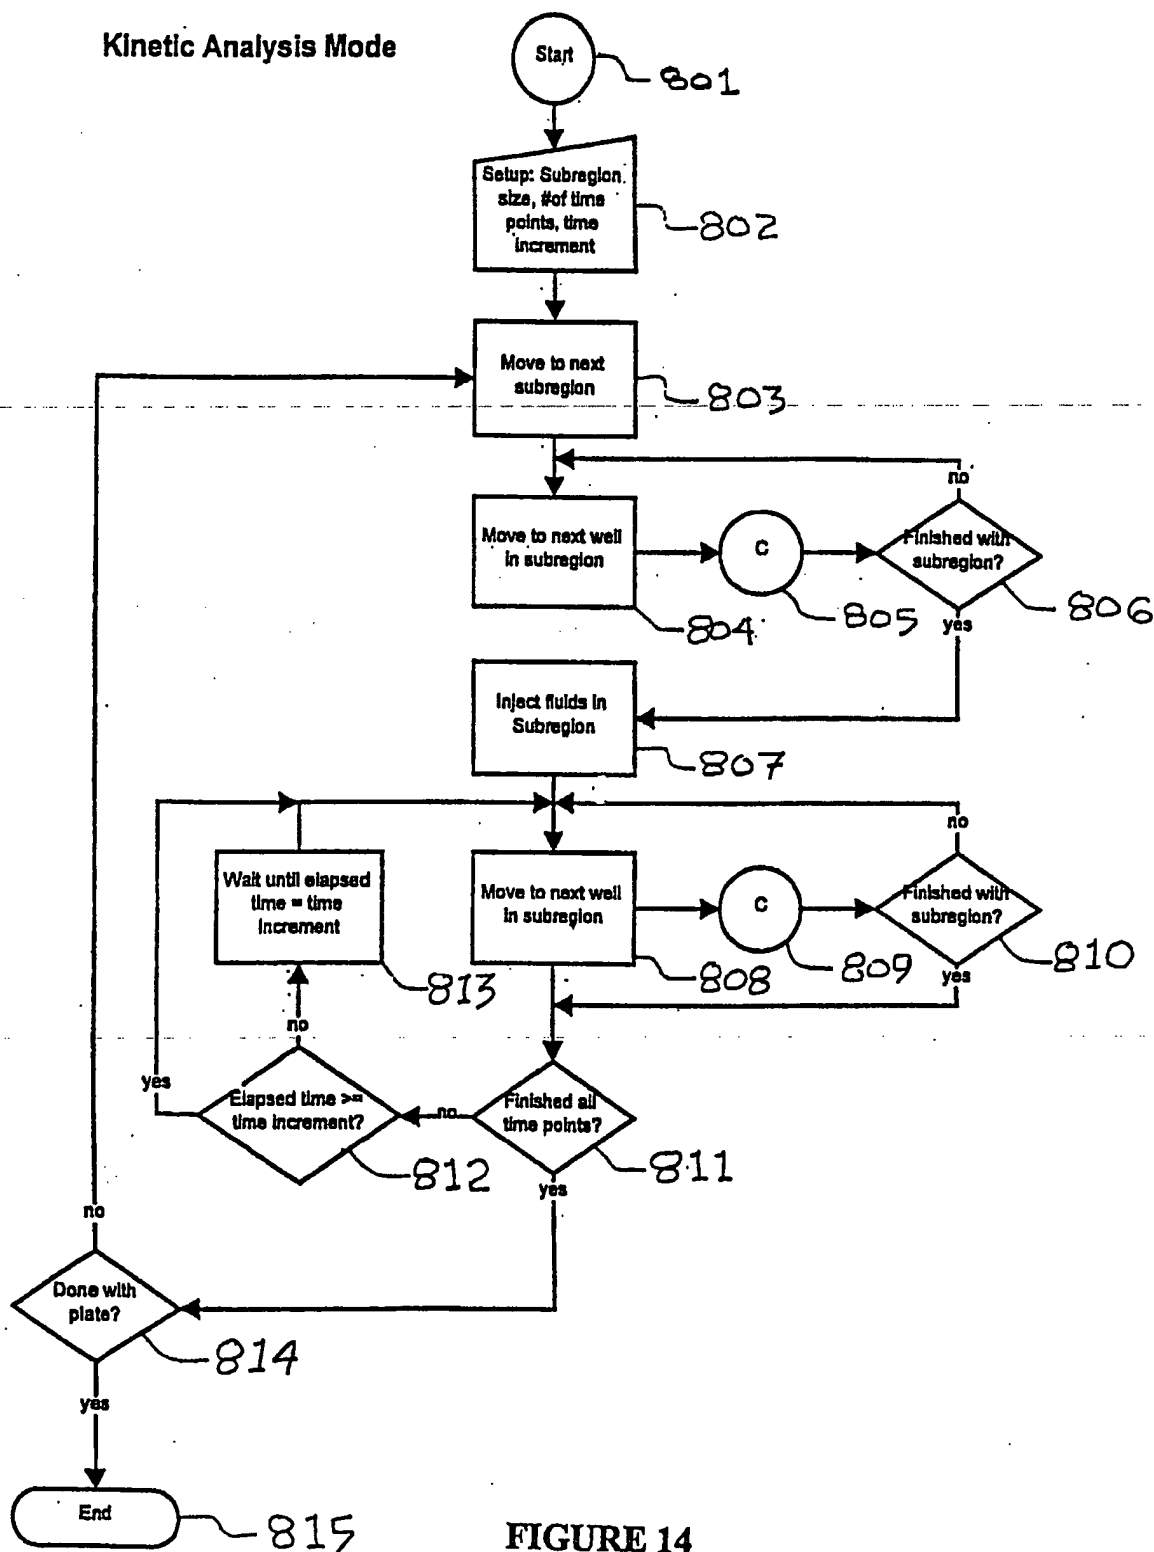 Kinetic Analysis Mode
Start
801
Setup: Subregion
size, #of time
points, time
increment
802
Move to next
subregion
803
no
Move to next well
in subregion
804
C
805
Finished with
subregion?
806
yes
Inject fluids in
Subregion
807
no
Wait until elapsed
time = time
increment
813
Move to next well
in subregion
808
C
809
Finished with
subregion?
810
yes
no
yes
Elapsed time >=
time increment?
812
no
Finished all
time points?
811
yes
no
Done with
plate?
814
yes
End
815
FIGURE 14